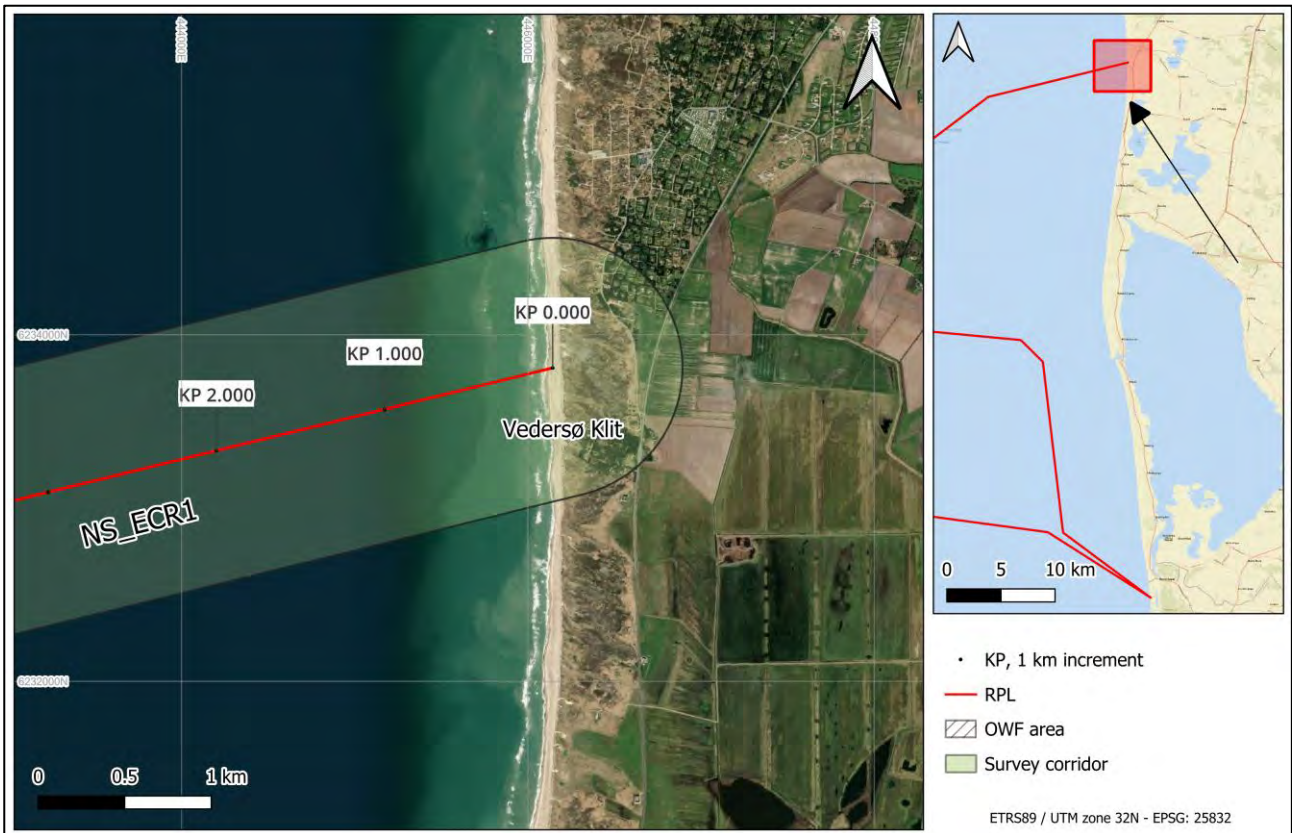 444000E
446000E
6234000N
KP 0.000
KP 1.000
KP 2.000
Vedersø Klit
NS_ECR1
6232000N
0 0.5 1 km
0 5 10 km
KP, 1 km increment
RPL
OWF area
Survey corridor
ETRS89 / UTM zone 32N - EPSG: 25832